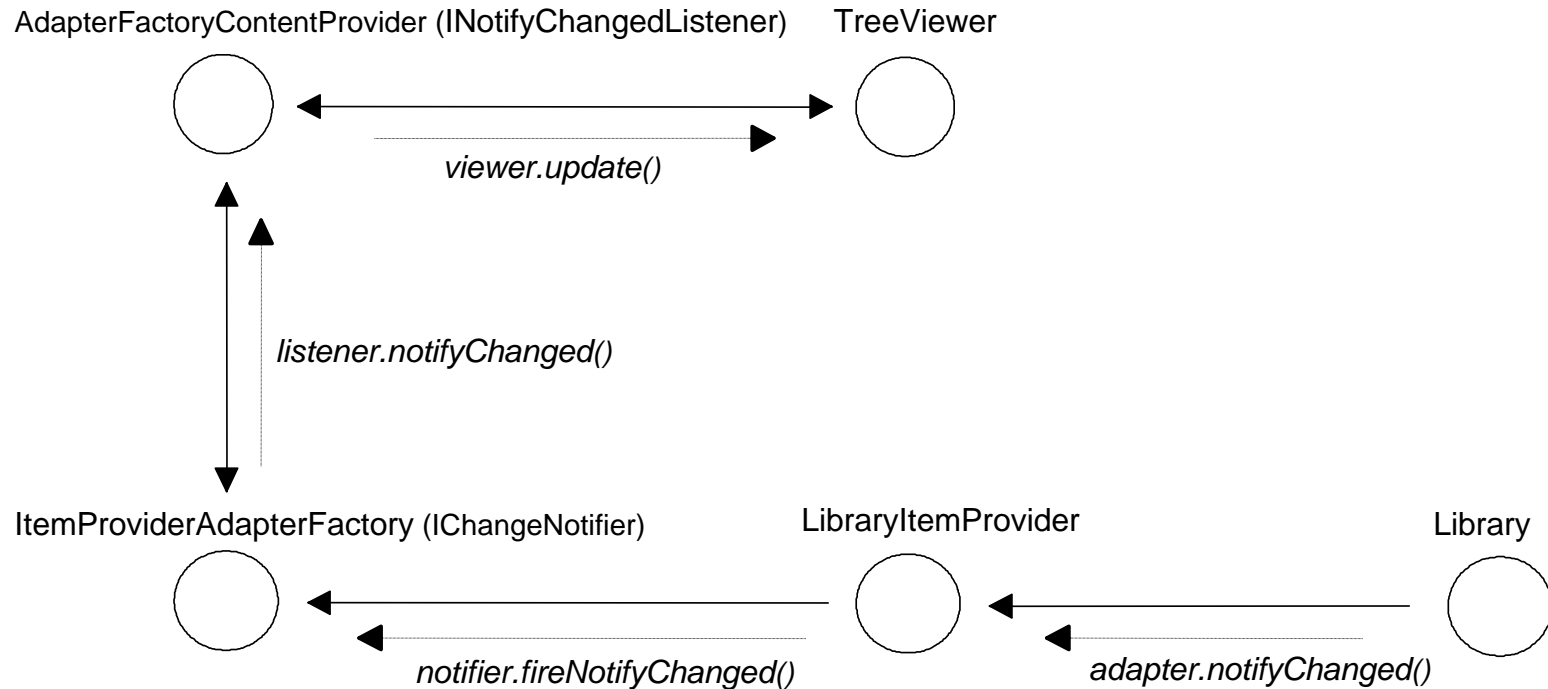 AdapterFactoryContentProvider (INotifyChangedListener)
TreeViewer
viewer.update()
listener.notifyChanged()
ItemProviderAdapterFactory (IChangeNotifier)
LibraryItemProvider
Library
notifier.fireNotifyChanged()
adapter.notifyChanged()